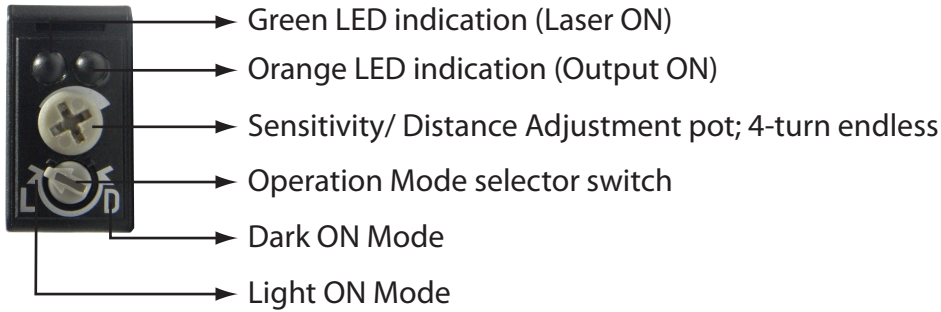 Green LED indication (Laser ON)
Orange LED indication (Output ON)
Sensitivity/ Distance Adjustment pot; 4-turn endless
Operation Mode selector switch
L D
Dark ON Mode
Light ON Mode